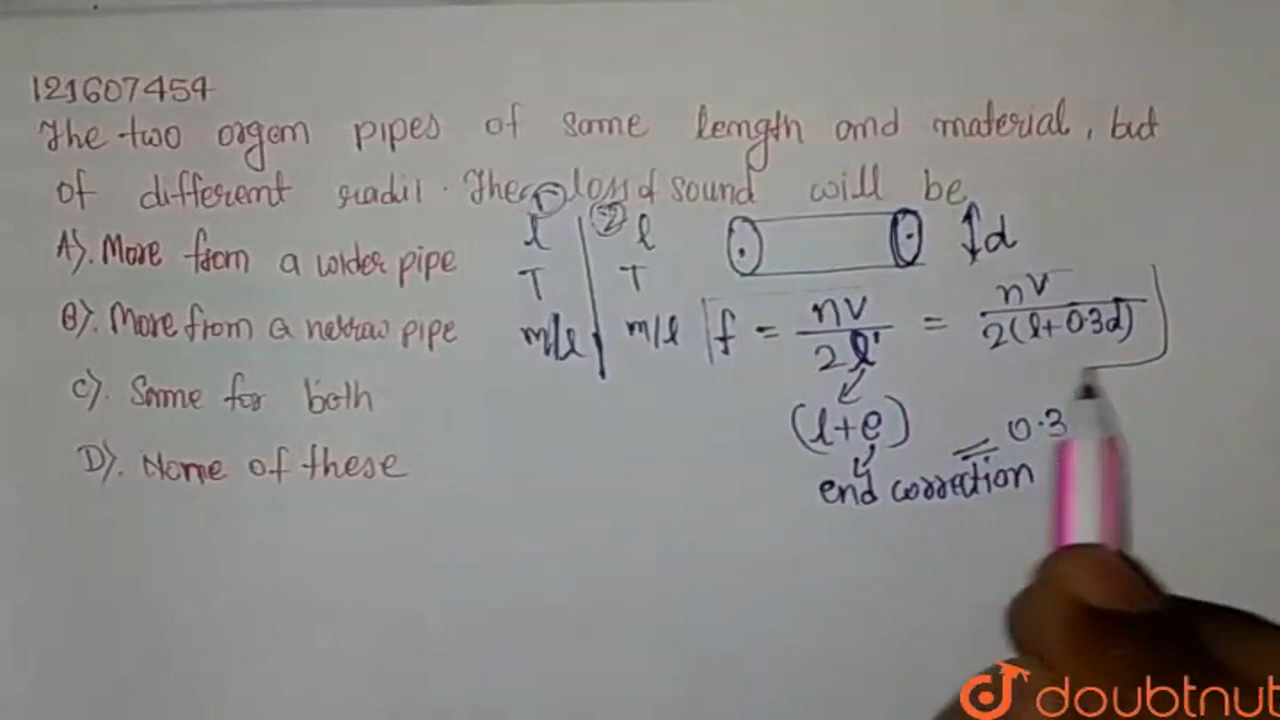 121607454
The two organ pipes of same length and material, but
of different radii. The loss of sound will be
A). More from a wider pipe
B). More from a narrow pipe
C). Same for both
D). None of these
① ②
l l
T T
m/l m/l
d
f = nv/2l' = nv/2(l+0.3d)
(l+e)
= 0.3
end correction
doubtnut